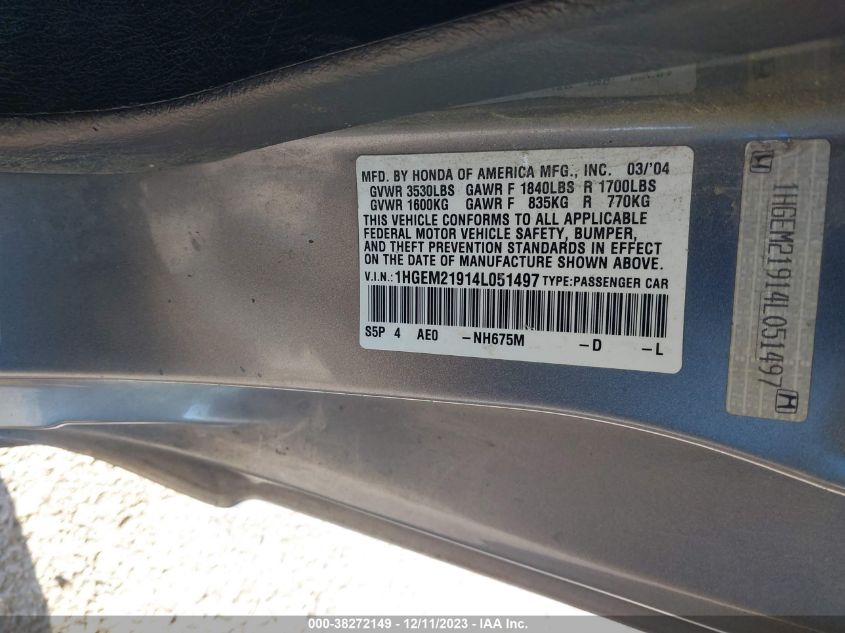 MFD. BY HONDA OF AMERICA MFG., INC. 03/'04
GVWR 3530LBS GAWR F 1840LBS R 1700LBS
GVWR 1600KG GAWR F 835KG R 770KG
THIS VEHICLE CONFORMS TO ALL APPLICABLE
FEDERAL MOTOR VEHICLE SAFETY, BUMPER,
AND THEFT PREVENTION STANDARDS IN EFFECT
ON THE DATE OF MANUFACTURE SHOWN ABOVE.
V.I.N.: 1HGEM21914L051497 TYPE: PASSENGER CAR
S5P 4 AE0 -NH675M -D -L
1HGEM21914L051497
000-38272149 - 12/11/2023 - IAA Inc.